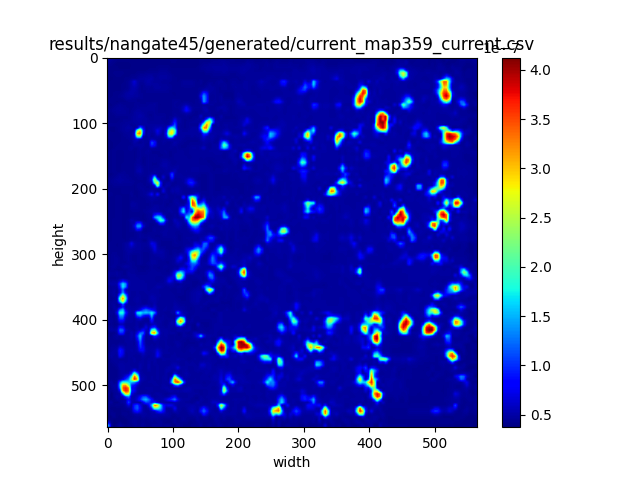 results/nangate45/generated/current_map359_current.csv
1e−7
0
100
200
300
400
500
height
0 100 200 300 400 500
width
4.0
3.5
3.0
2.5
2.0
1.5
1.0
0.5